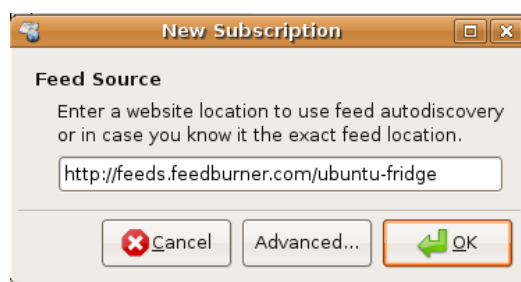 New Subscription
Feed Source
Enter a website location to use feed autodiscovery
or in case you know it the exact feed location.
http://feeds.feedburner.com/ubuntu-fridge
Cancel
Advanced...
OK